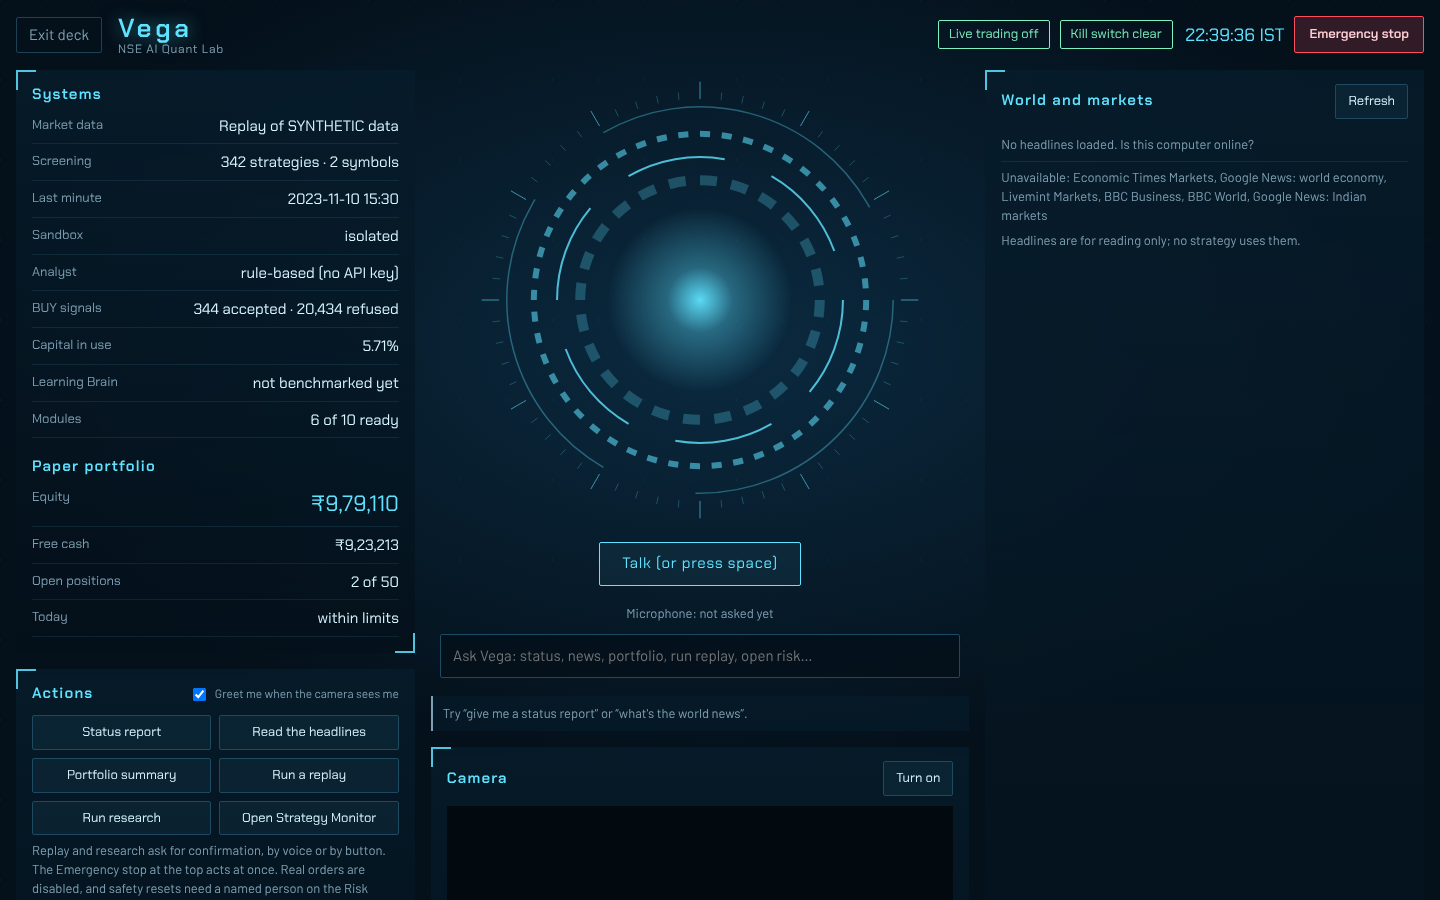 Exit deck
Vega
NSE AI Quant Lab
Live trading off
Kill switch clear
22:39:36 IST
Emergency stop
Systems
Market data Replay of SYNTHETIC data
Screening 342 strategies · 2 symbols
Last minute 2023-11-10 15:30
Sandbox isolated
Analyst rule-based (no API key)
BUY signals 344 accepted · 20,434 refused
Capital in use 5.71%
Learning Brain not benchmarked yet
Modules 6 of 10 ready
Paper portfolio
Equity ₹9,79,110
Free cash ₹9,23,213
Open positions 2 of 50
Today within limits
Actions
Greet me when the camera sees me
Status report
Read the headlines
Portfolio summary
Run a replay
Run research
Open Strategy Monitor
Replay and research ask for confirmation, by voice or by button.
The Emergency stop at the top acts at once. Real orders are
disabled, and safety resets need a named person on the Risk
Talk (or press space)
Microphone: not asked yet
Ask Vega: status, news, portfolio, run replay, open risk...
Try "give me a status report" or "what's the world news".
Camera
Turn on
World and markets
Refresh
No headlines loaded. Is this computer online?
Unavailable: Economic Times Markets, Google News: world economy,
Livemint Markets, BBC Business, BBC World, Google News: Indian
markets
Headlines are for reading only; no strategy uses them.